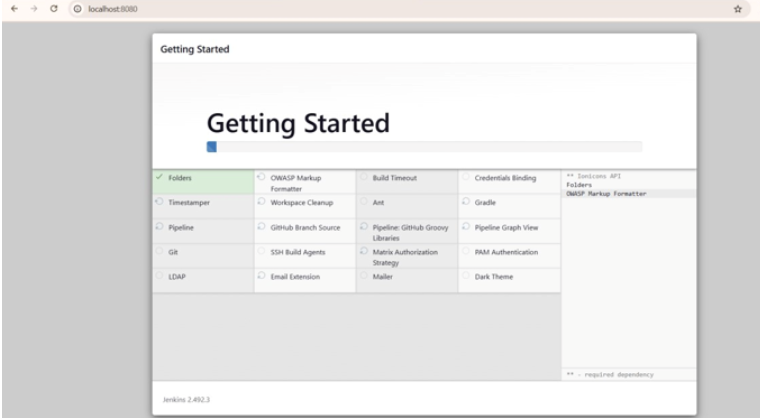 localhost:8080
Getting Started
Getting Started
Folders
OWASP Markup
Formatter
Build Timeout
Credentials Binding
Timestamper
Workspace Cleanup
Ant
Gradle
Pipeline
GitHub Branch Source
Pipeline: GitHub Groovy
Libraries
Pipeline Graph View
Git
SSH Build Agents
Matrix Authorization
Strategy
PAM Authentication
LDAP
Email Extension
Mailer
Dark Theme
** Ionicons API
Folders
OWASP Markup Formatter
** - required dependency
Jenkins 2.492.3